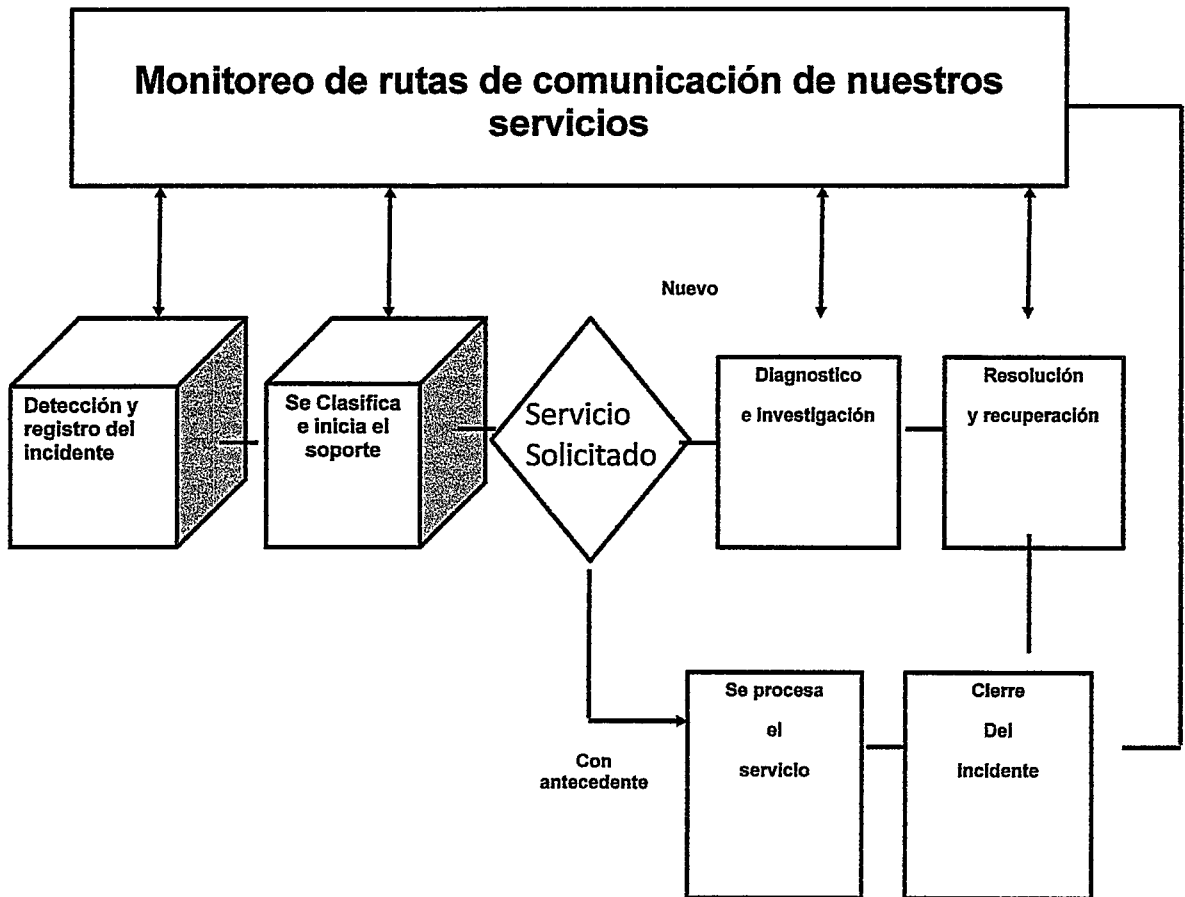 Monitoreo de rutas de comunicación de nuestros
servicios
Nuevo
Detección y
registro del
incidente
Se Clasifica
e inicia el
soporte
Servicio
Solicitado
Diagnostico
e investigación
Resolución
y recuperación
Con
antecedente
Se procesa
el
servicio
Cierre
Del
incidente